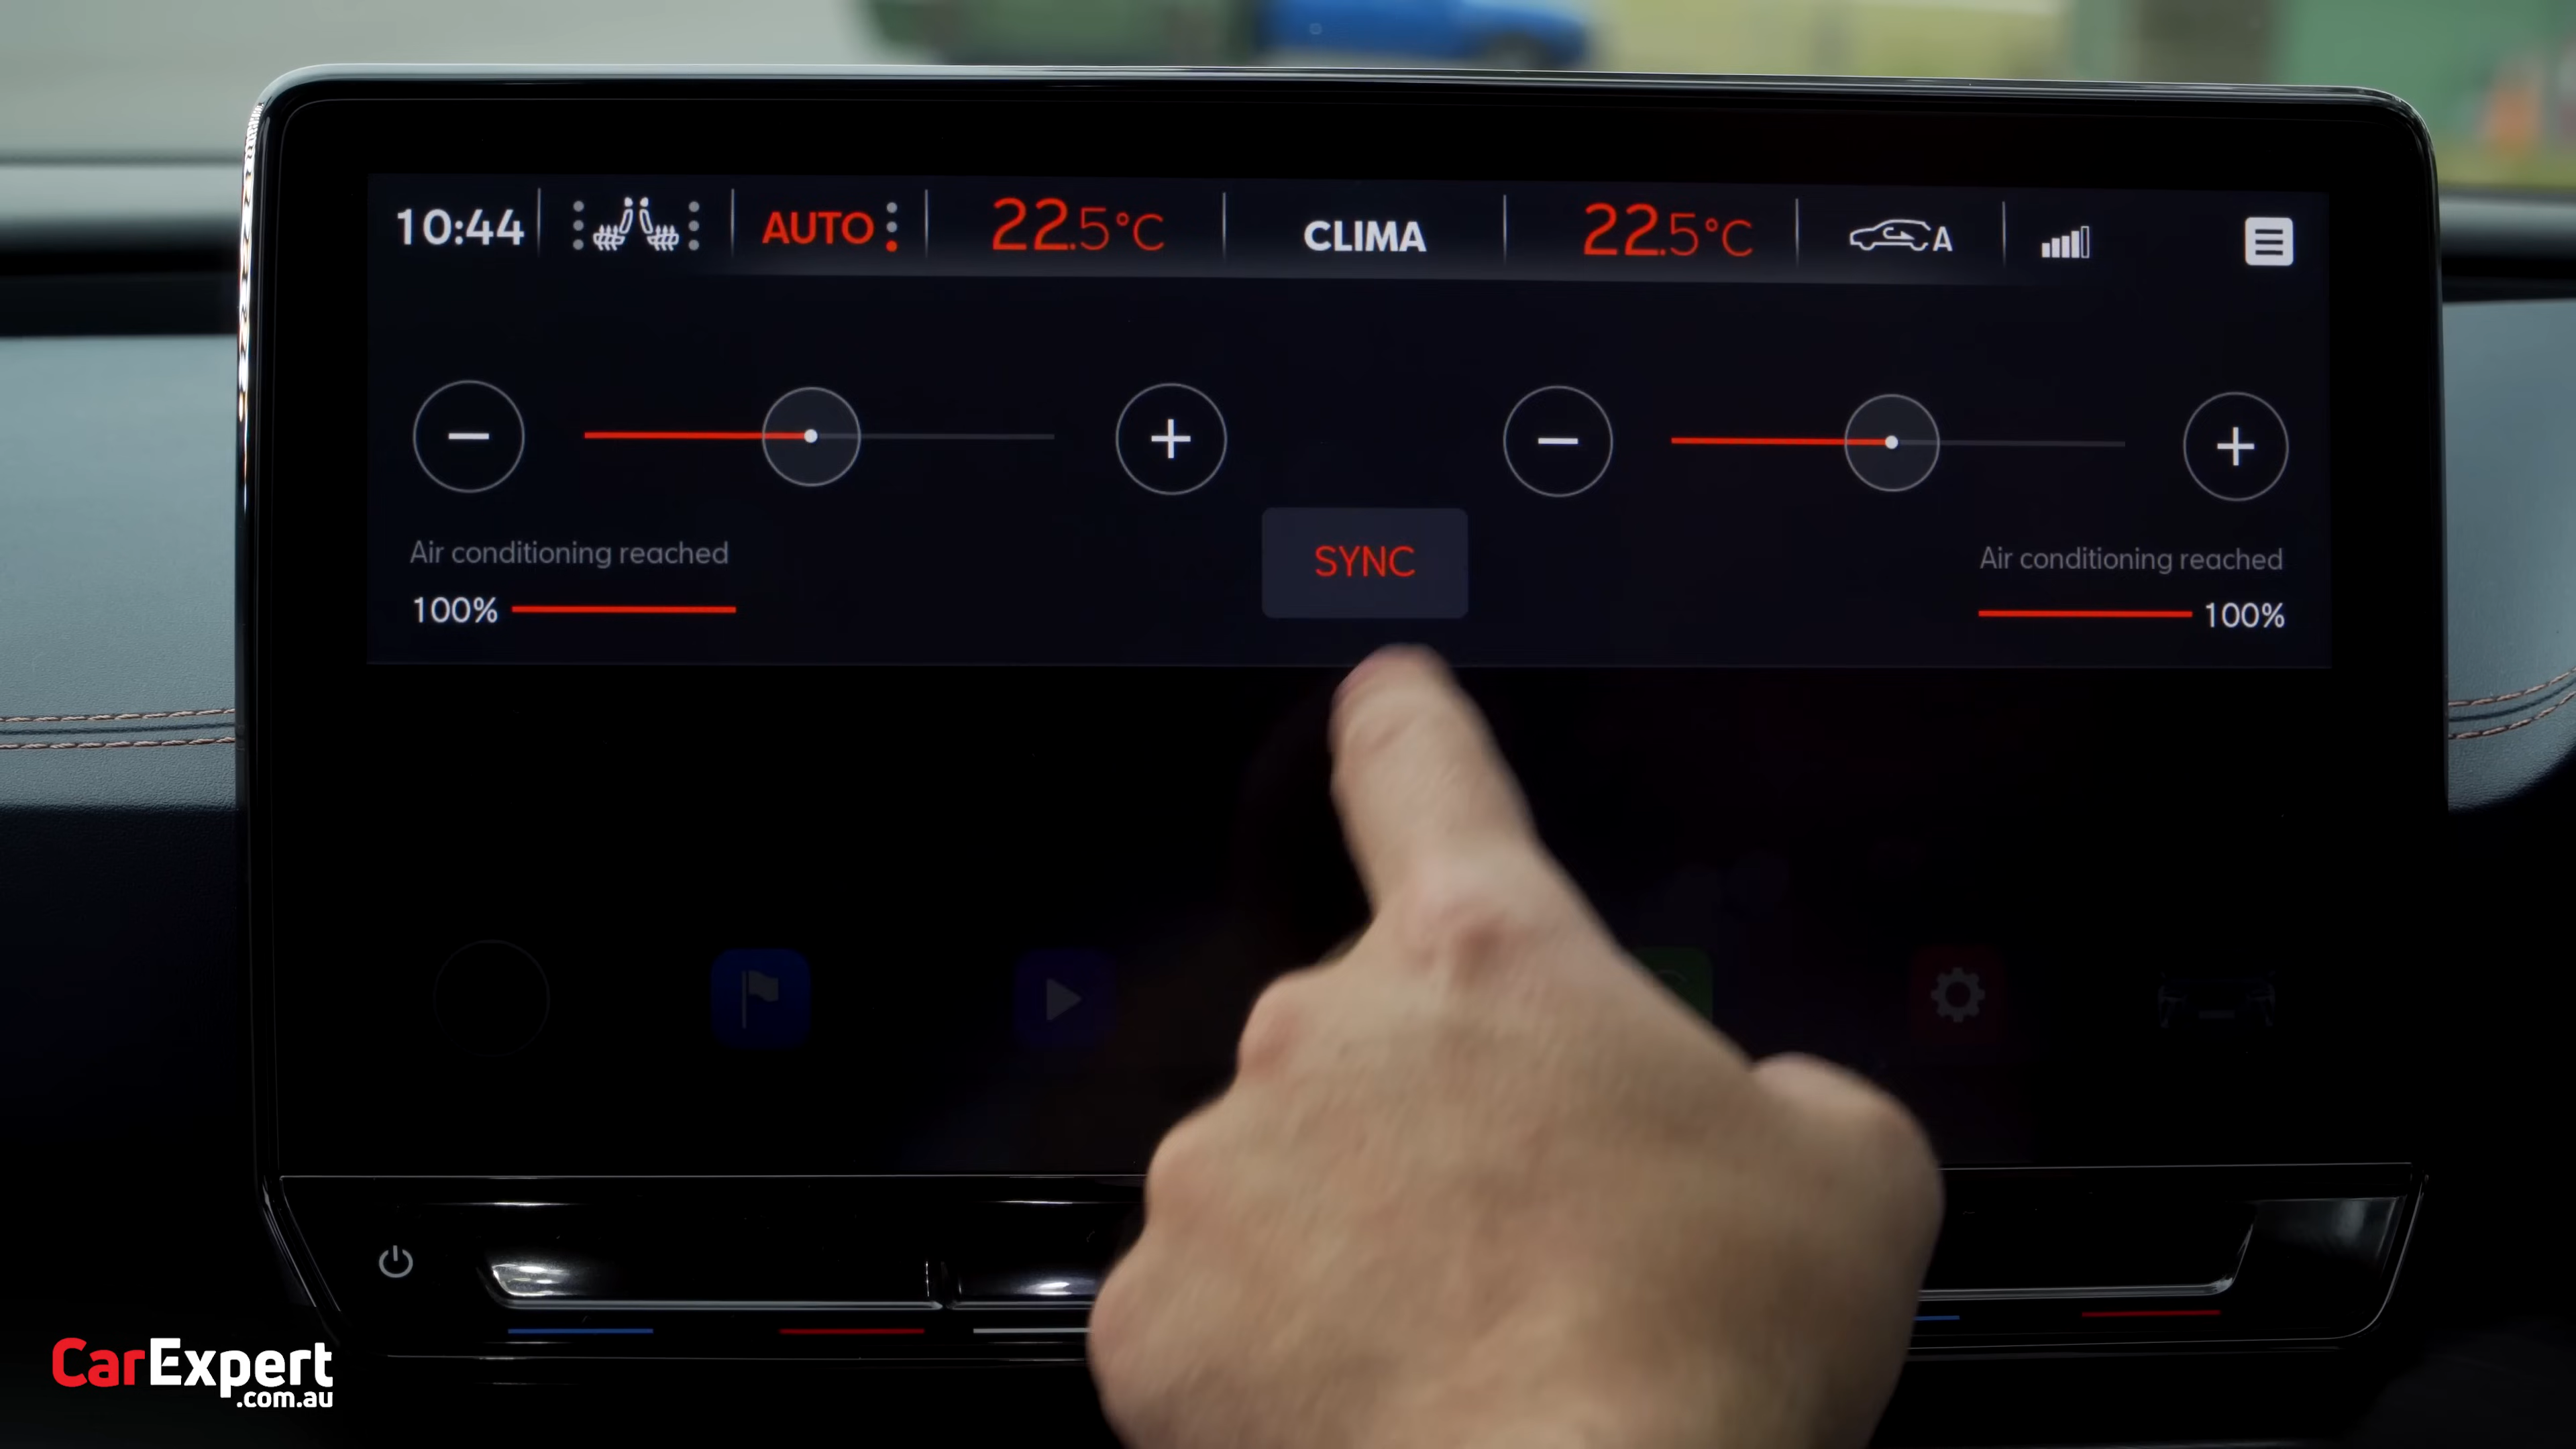 10:44 AUTO 22.5°C CLIMA 22.5°C A
Air conditioning reached
100%
SYNC
Air conditioning reached
100%
CarExpert
.com.au